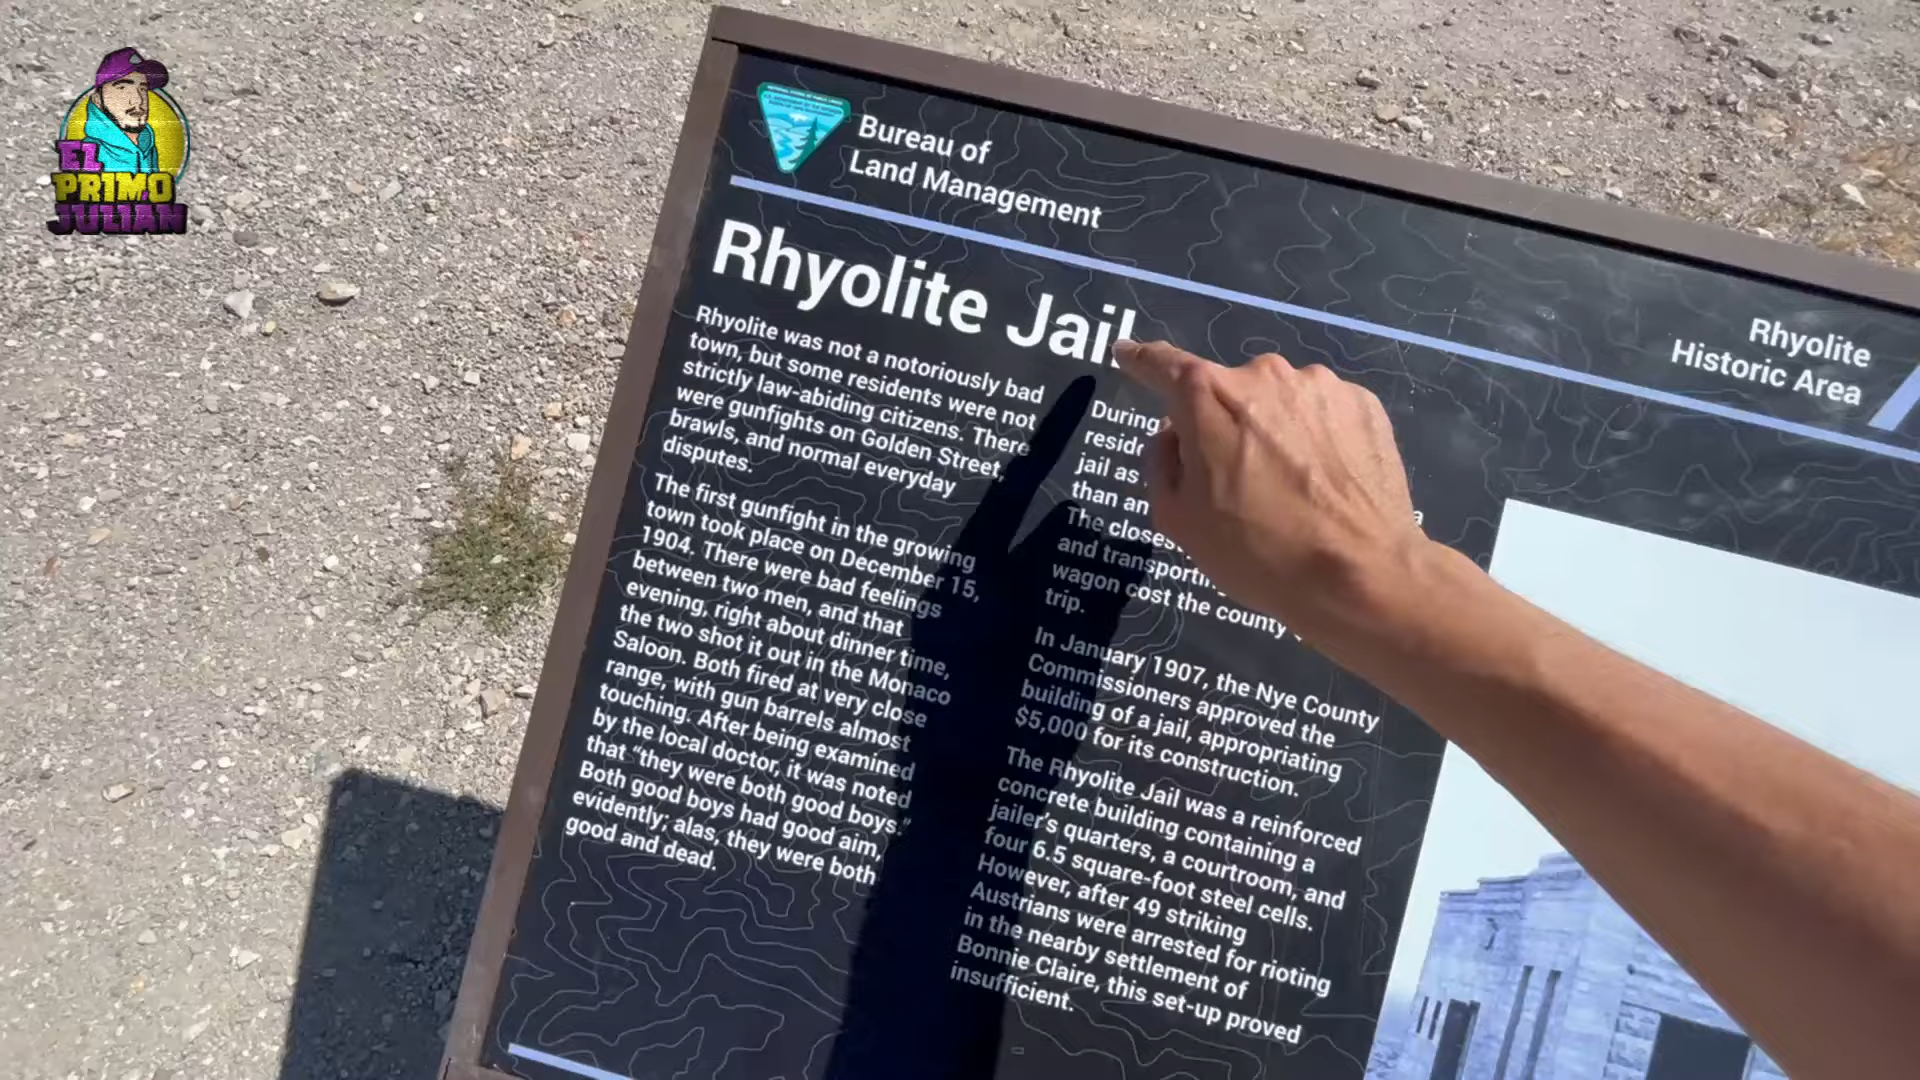 EL
PRIMO
JULIAN
Bureau of
Land Management
Rhyolite Jail
Rhyolite
Historic Area
Rhyolite was not a notoriously bad
town, but some residents were not
strictly law-abiding citizens. There
were gunfights on Golden Street,
brawls, and normal everyday
disputes.
The first gunfight in the growing
town took place on December 15,
1904. There were bad feelings
between two men, and that
evening, right about dinner time,
the two shot it out in the Monaco
Saloon. Both fired at very close
range, with gun barrels almost
touching. After being examined
by the local doctor, it was noted
that “they were both good boys.”
Both good boys had good aim,
evidently; alas, they were both
good and dead.
During
jail as
than an
The closest
and transportin
wagon cost the county
trip.
In January 1907, the Nye County
Commissioners approved the
building of a jail, appropriating
$5,000 for its construction.
The Rhyolite Jail was a reinforced
concrete building containing a
jailer’s quarters, a courtroom, and
four 6.5 square-foot steel cells.
However, after 49 striking
Austrians were arrested for rioting
in the nearby settlement of
Bonnie Claire, this set-up proved
insufficient.